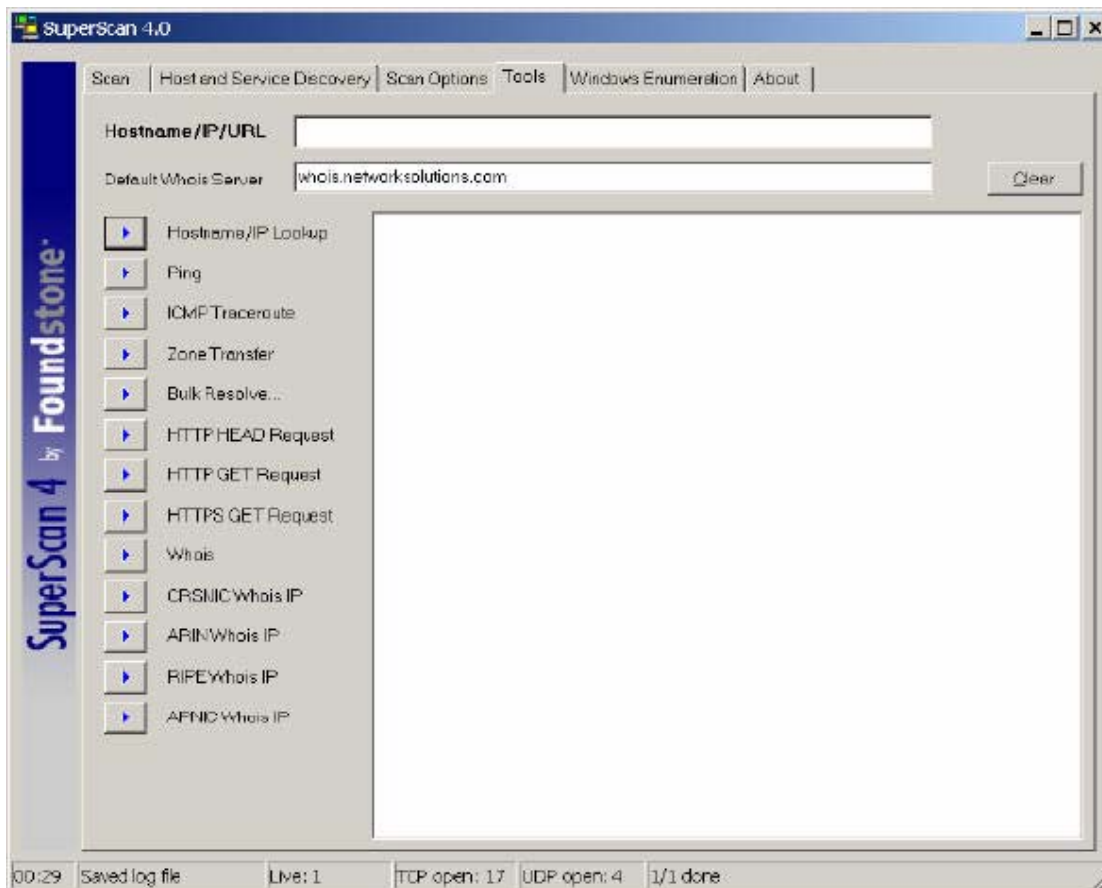 SuperScan 4.0
Scan Host and Service Discovery Scan Options Tools Windows Enumeration About
Hostname/IP/URL
Default Whois Server whois.networksolutions.com Clear
Hostname/IP Lookup
Ping
ICMP Traceroute
Zone Transfer
Bulk Resolve...
HTTP HEAD Request
HTTP GET Request
HTTPS GET Request
Whois
CRSNIC Whois IP
ARIN Whois IP
RIPE Whois IP
APNIC Whois IP
SuperScan 4 by Foundstone
00:29 Saved log file Live: 1 TCP open: 17 UDP open: 4 1/1 done